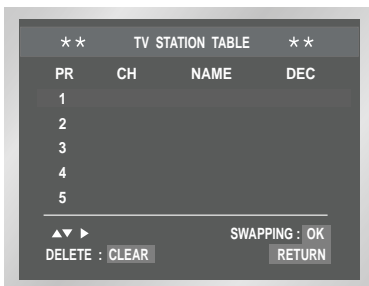 ** TV STATION TABLE **
PR CH NAME DEC
1
2
3
4
5
▲▼ ▶ SWAPPING : OK
DELETE : CLEAR RETURN